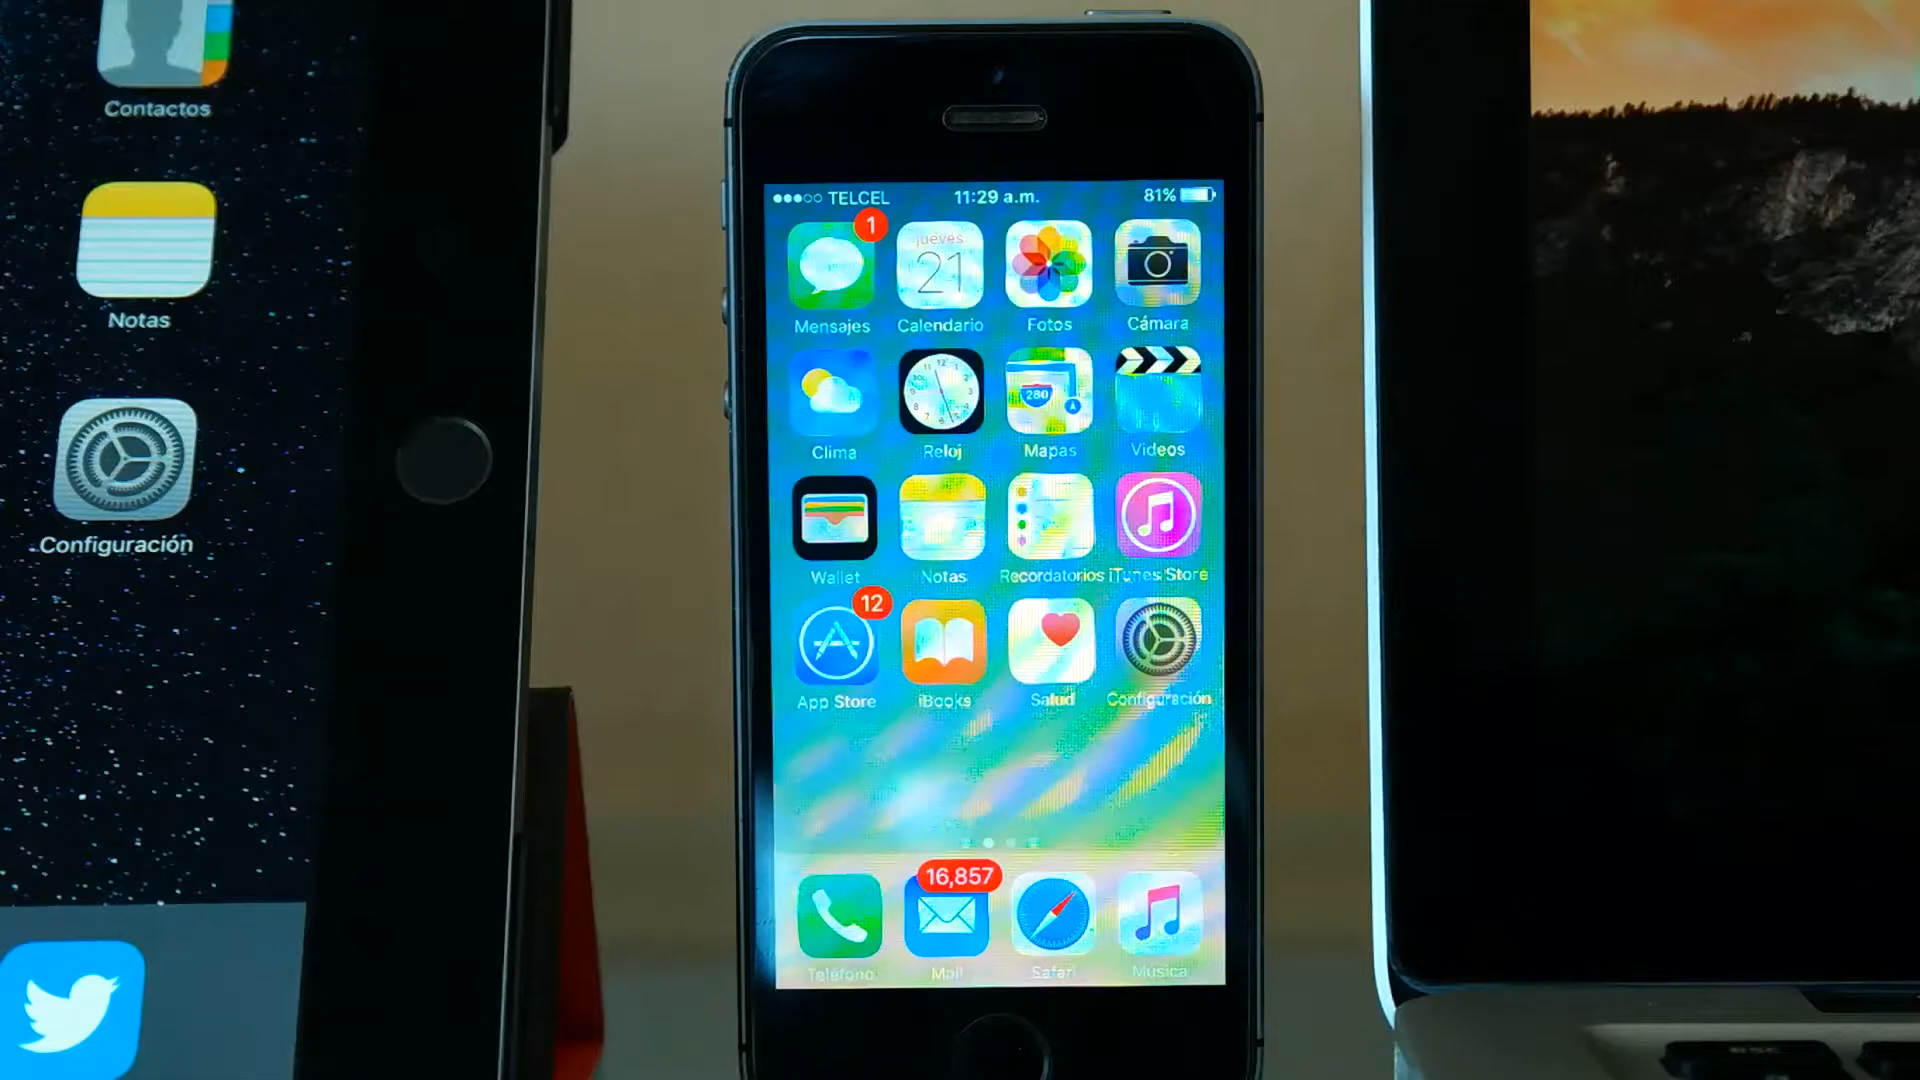 Contactos
Notas
Configuración
TELCEL
11:29 a.m.
81%
1
jueves
21
Mensajes
Calendario
Fotos
Cámara
280
Clima
Reloj
Mapas
Videos
Wallet
Notas
Recordatorios
iTunes Store
12
App Store
iBooks
Salud
Configuración
16,857
Teléfono
Mail
Safari
Música
esc